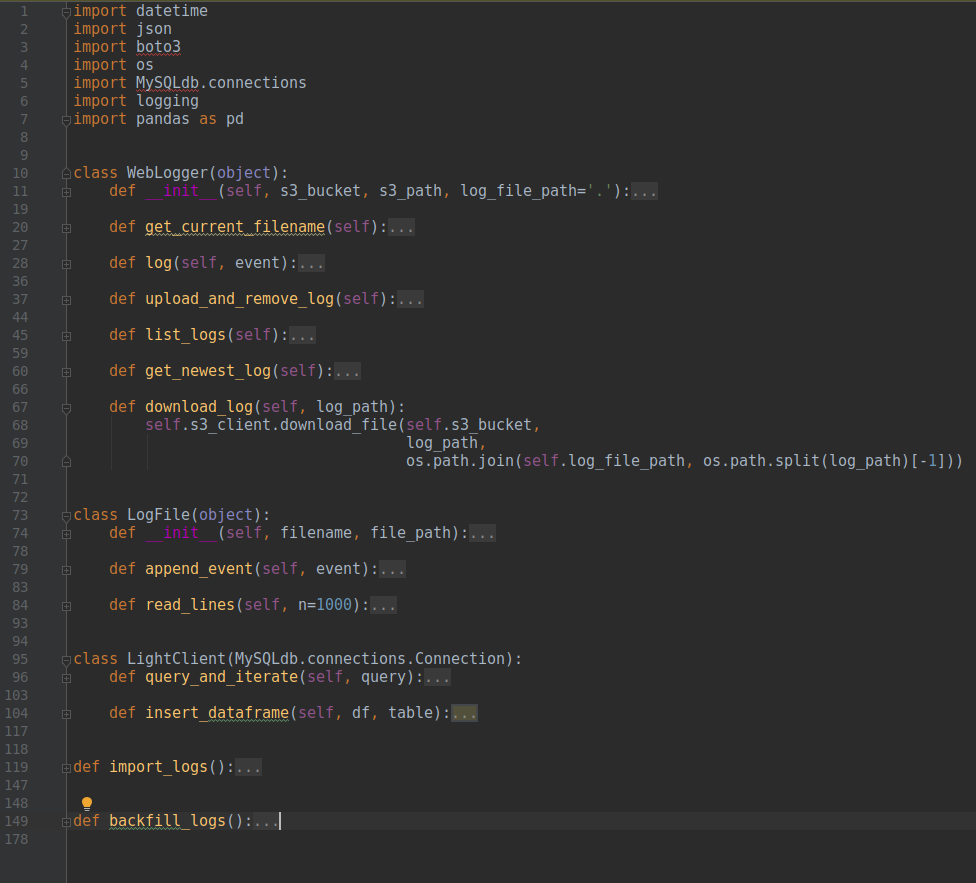 1 import datetime
2 import json
3 import boto3
4 import os
5 import MySQLdb.connections
6 import logging
7 import pandas as pd
8
9
10 class WebLogger(object):
11     def __init__(self, s3_bucket, s3_path, log_file_path='.'):...
19
20     def get_current_filename(self):...
27
28     def log(self, event):...
36
37     def upload_and_remove_log(self):...
44
45     def list_logs(self):...
59
60     def get_newest_log(self):...
66
67     def download_log(self, log_path):
68         self.s3_client.download_file(self.s3_bucket,
69                                      log_path,
70                                      os.path.join(self.log_file_path, os.path.split(log_path)[-1]))
71
72
73 class LogFile(object):
74     def __init__(self, filename, file_path):...
78
79     def append_event(self, event):...
83
84     def read_lines(self, n=1000):...
93
94
95 class LightClient(MySQLdb.connections.Connection):
96     def query_and_iterate(self, query):...
103
104     def insert_dataframe(self, df, table):...
117
118
119 def import_logs():...
147
148
149 def backfill_logs():...
178